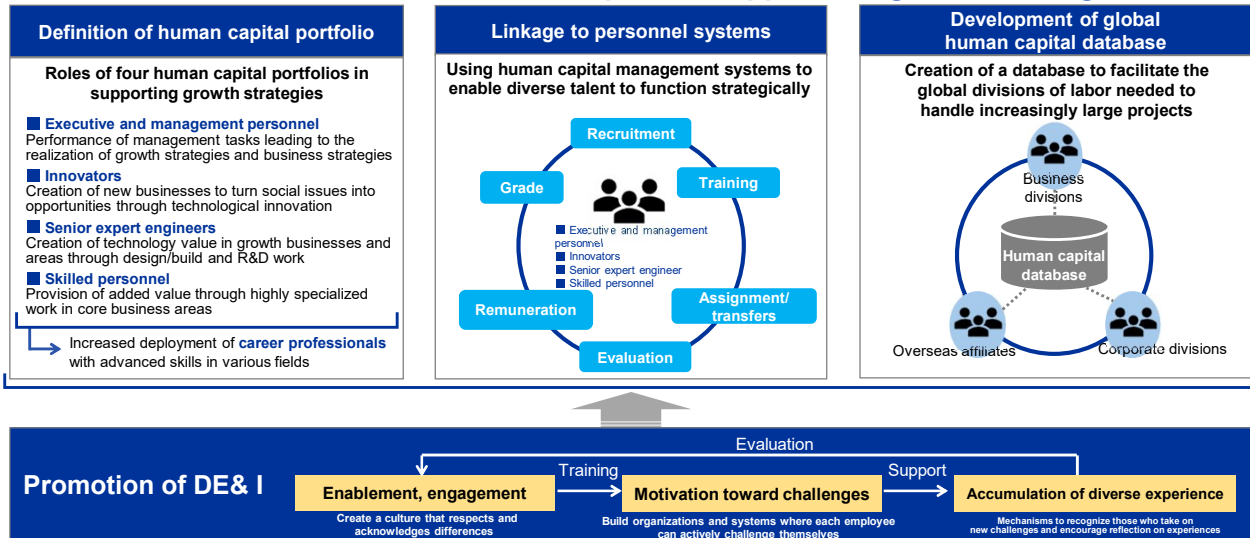 Definition of human capital portfolio
Roles of four human capital portfolios in
supporting growth strategies
Executive and management personnel
Performance of management tasks leading to the
realization of growth strategies and business strategies
Innovators
Creation of new businesses to turn social issues into
opportunities through technological innovation
Senior expert engineers
Creation of technology value in growth businesses and
areas through design/build and R&D work
Skilled personnel
Provision of added value through highly specialized
work in core business areas
Increased deployment of career professionals
with advanced skills in various fields
Linkage to personnel systems
Using human capital management systems to
enable diverse talent to function strategically
Recruitment
Grade
Training
Executive and management
personnel
Innovators
Senior expert engineer
Skilled personnel
Remuneration
Assignment/
transfers
Evaluation
Development of global
human capital database
Creation of a database to facilitate the
global divisions of labor needed to
handle increasingly large projects
Business
divisions
Human capital
database
Overseas affiliates
Corporate divisions
Promotion of DE& I
Evaluation
Training
Support
Enablement, engagement
Create a culture that respects and
acknowledges differences
Motivation toward challenges
Build organizations and systems where each employee
can actively challenge themselves
Accumulation of diverse experience
Mechanisms to recognize those who take on
new challenges and encourage reflection on experiences